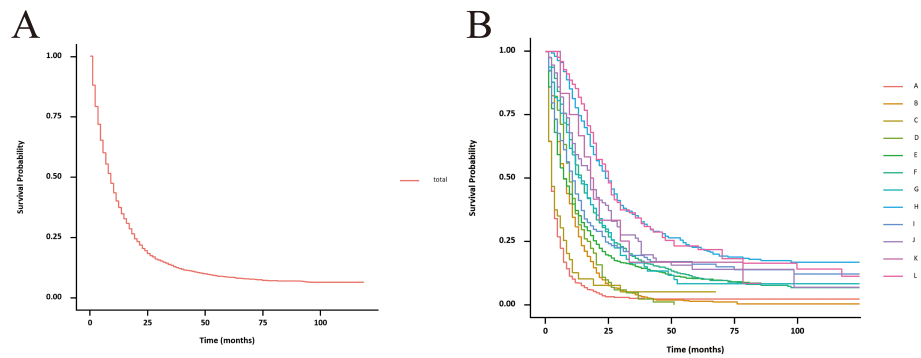 A
1.00
0.75
0.50
0.25
0.00
Survival Probability
0
25
50
75
100
Time (months)
total
B
1.00
0.75
0.50
0.25
0.00
Survival Probability
0
25
50
75
100
Time (months)
A
B
C
D
E
F
G
H
I
J
K
L